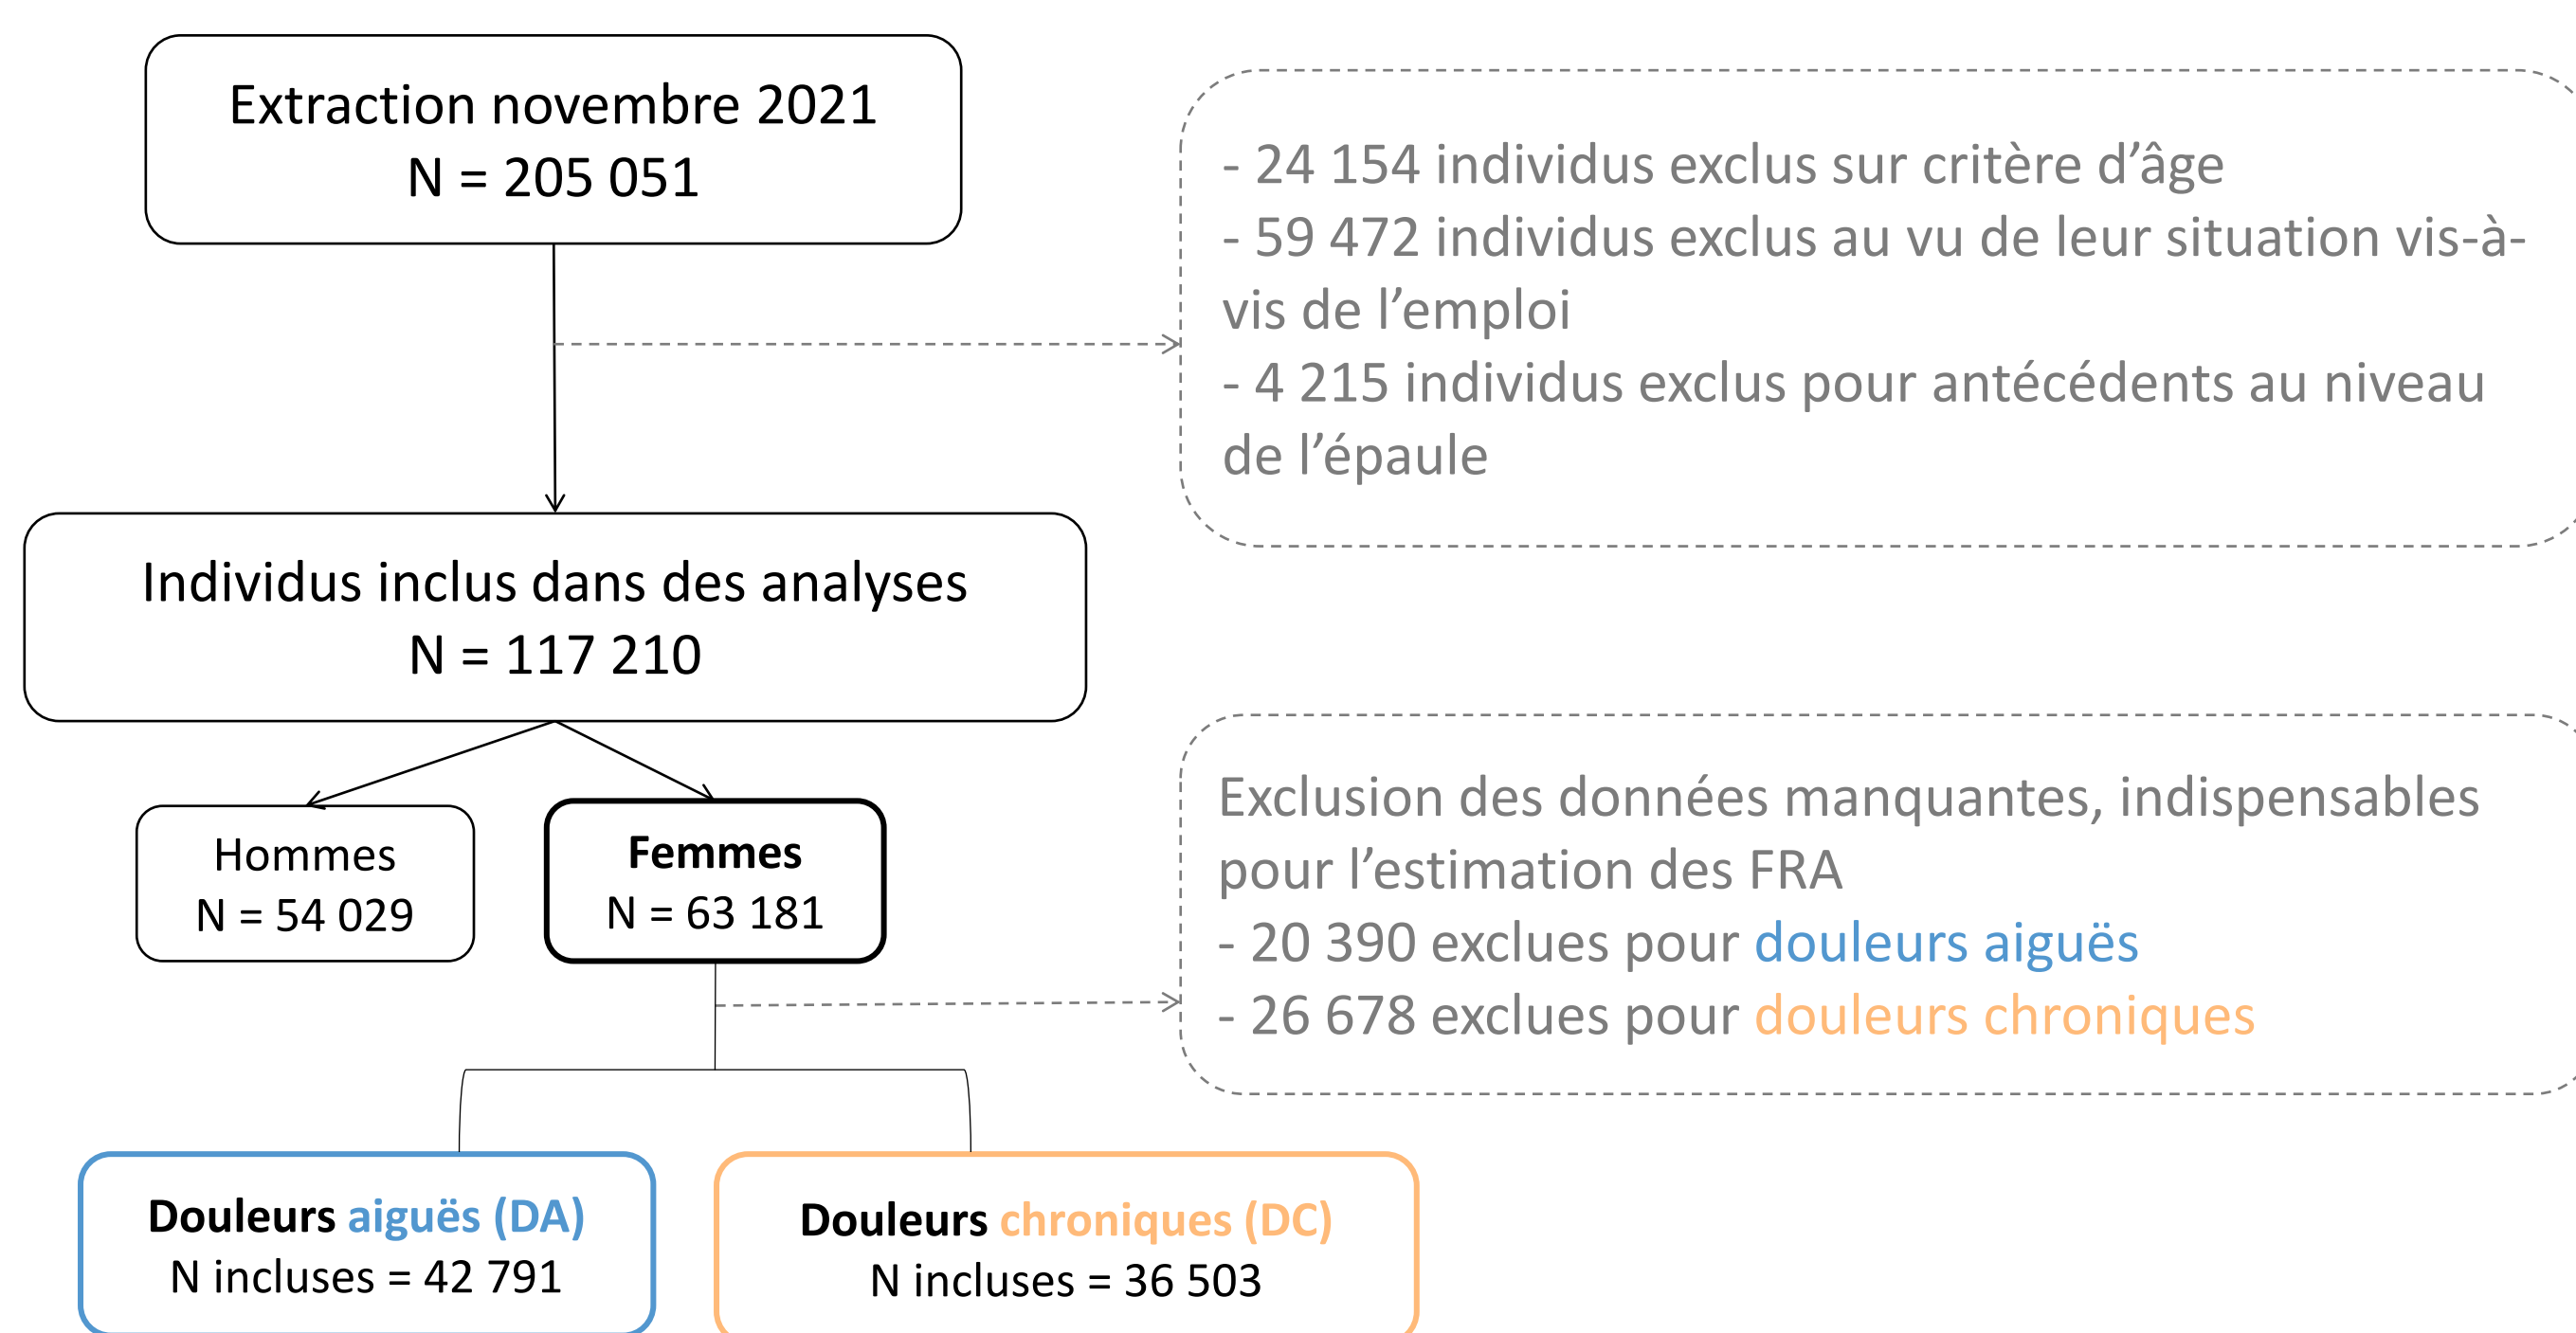 Extraction novembre 2021
N = 205 051
- 24 154 individus exclus sur critère d’âge
- 59 472 individus exclus au vu de leur situation vis-à-
vis de l’emploi
- 4 215 individus exclus pour antécédents au niveau
de l’épaule
Individus inclus dans des analyses
N = 117 210
Hommes
N = 54 029
Femmes
N = 63 181
Exclusion des données manquantes, indispensables
pour l’estimation des FRA
- 20 390 exclues pour douleurs aiguës
- 26 678 exclues pour douleurs chroniques
Douleurs aiguës (DA)
N incluses = 42 791
Douleurs chroniques (DC)
N incluses = 36 503